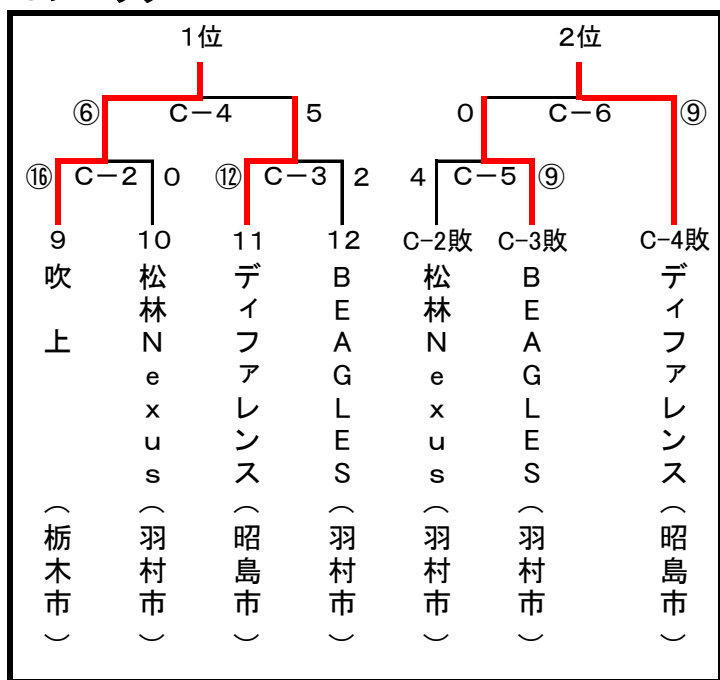 1位 2位
⑥ C-4 5 0 C-6 ⑨
⑯ C-2 0 ⑫ C-3 2 4 C-5 ⑨
9 10 11 12 C-2敗 C-3敗 C-4敗
吹上(栃木市)
松林Nexus(羽村市)
ディファレンス(昭島市)
BEAGLES(羽村市)
松林Nexus(羽村市)
BEAGLES(羽村市)
ディファレンス(昭島市)